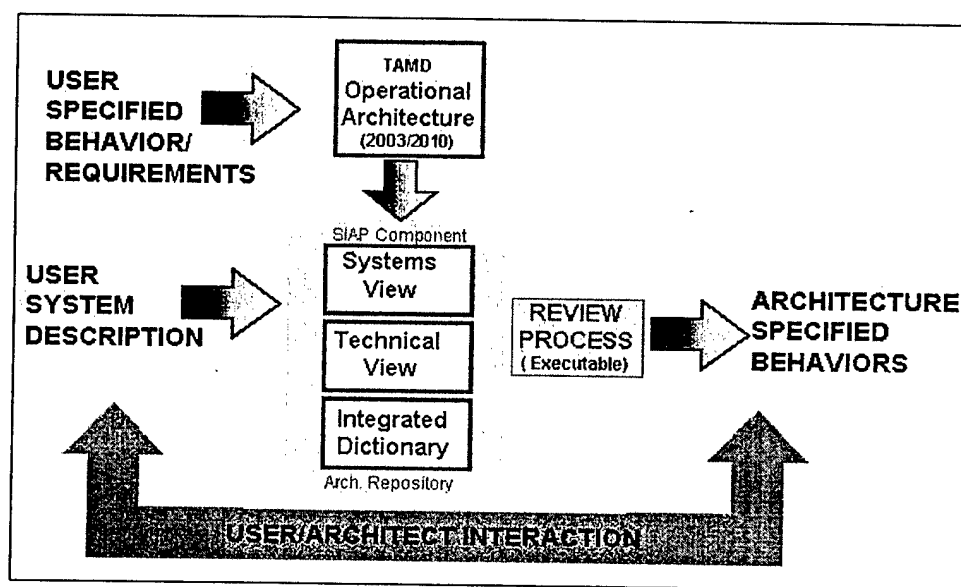 USER
SPECIFIED
BEHAVIOR/
REQUIREMENTS
TAMD
Operational
Architecture
(2003/2010)
SIAP Component
USER
SYSTEM
DESCRIPTION
Systems
View
Technical
View
Integrated
Dictionary
Arch. Repository
REVIEW
PROCESS
( Executable)
ARCHITECTURE
SPECIFIED
BEHAVIORS
USER/ARCHITECT INTERACTION